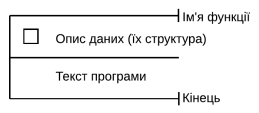 Ім'я функції
Опис даних (їх структура)
Текст програми
Кінець